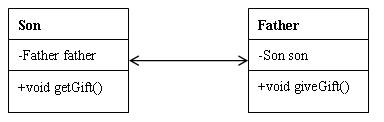 Son
-Father father
+void getGift()
Father
-Son son
+void giveGift()